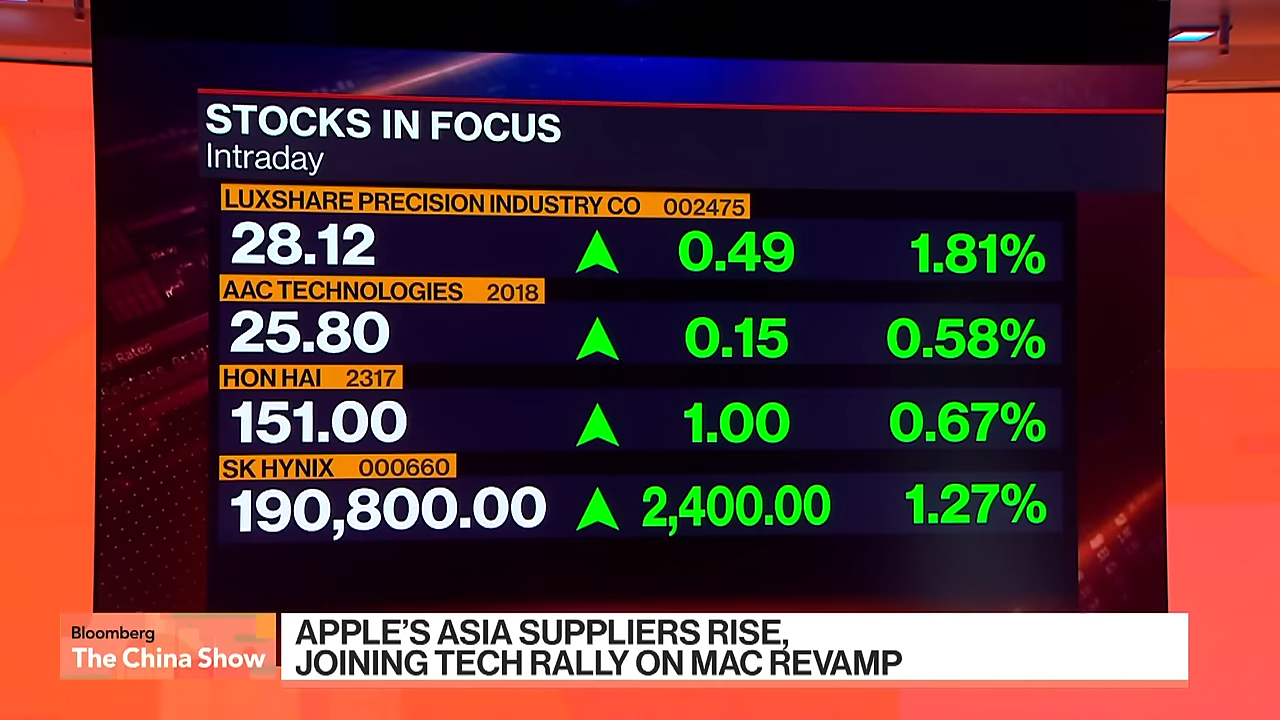 STOCKS IN FOCUS
Intraday
LUXSHARE PRECISION INDUSTRY CO 002475
28.12 ▲ 0.49 1.81%
AAC TECHNOLOGIES 2018
25.80 ▲ 0.15 0.58%
HON HAI 2317
151.00 ▲ 1.00 0.67%
SK HYNIX 000660
190,800.00 ▲ 2,400.00 1.27%
Rates
Bloomberg
The China Show
APPLE'S ASIA SUPPLIERS RISE,
JOINING TECH RALLY ON MAC REVAMP